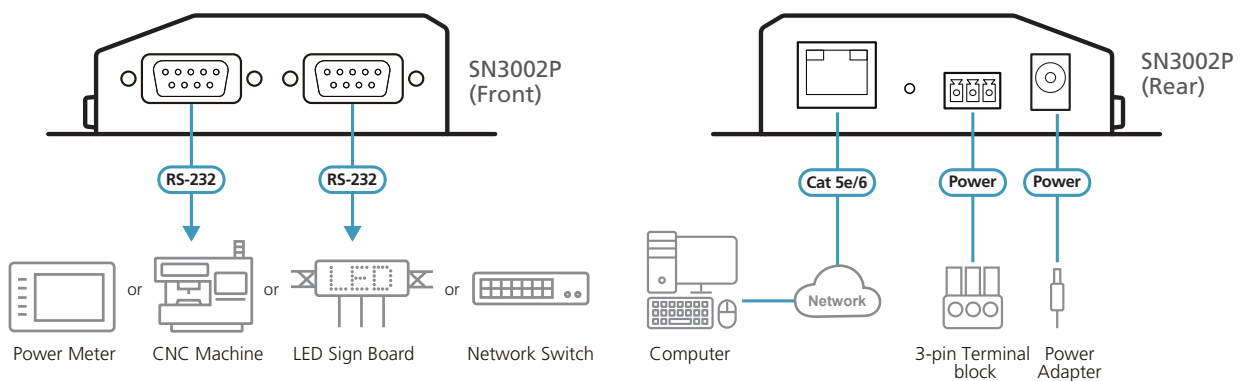 SN3002P
(Front)
RS-232
RS-232
Power Meter
or
CNC Machine
or
LED
LED Sign Board
or
Network Switch
SN3002P
(Rear)
Cat 5e/6
Power
Power
Network
Computer
3-pin Terminal
block
Power
Adapter